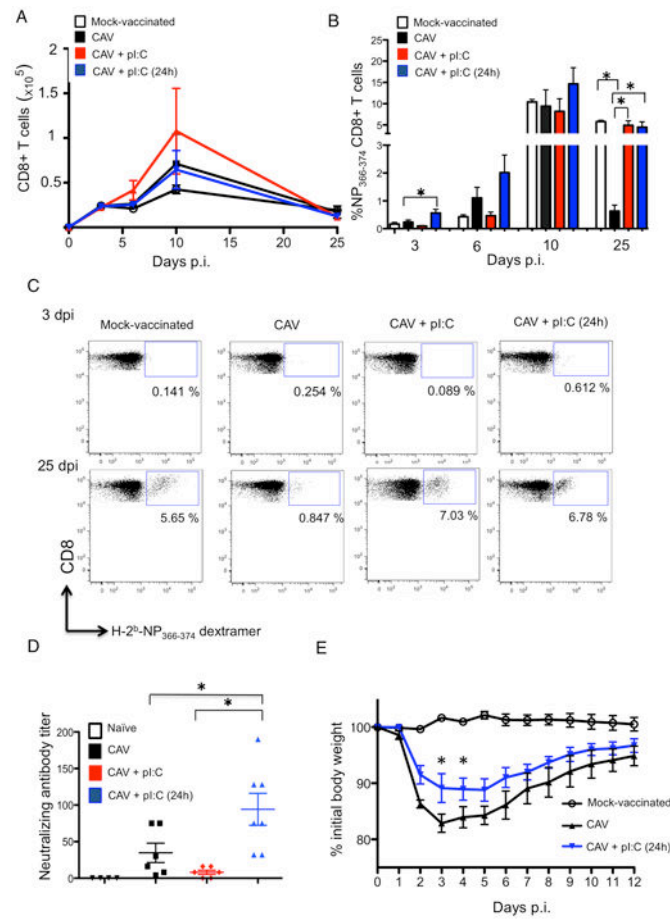 A
Mock-vaccinated
CAV
CAV + pI:C
CAV + pI:C (24h)
CD8+ T cells (x10⁵)
2
1.5
1
0.5
0
5
10
15
20
25
Days p.i.
B
Mock-vaccinated
CAV
CAV + pI:C
CAV + pI:C (24h)
%NP366-374 CD8+ T cells
25
20
15
10
5
2
1
0
*
*
*
*
3
6
10
25
Days p.i.
C
3 dpi
Mock-vaccinated
CAV
CAV + pI:C
CAV + pI:C (24h)
0.141 %
0.254 %
0.089 %
0.612 %
25 dpi
5.65 %
0.847 %
7.03 %
6.78 %
CD8
H-2ᵇ-NP366-374 dextramer
D
Naïve
CAV
CAV + pI:C
CAV + pI:C (24h)
Neutralizing antibody titer
200
150
100
50
0
*
*
E
% initial body weight
100
90
80
*
*
Mock-vaccinated
CAV
CAV + pI:C (24h)
0 1 2 3 4 5 6 7 8 9 10 11 12
Days p.i.